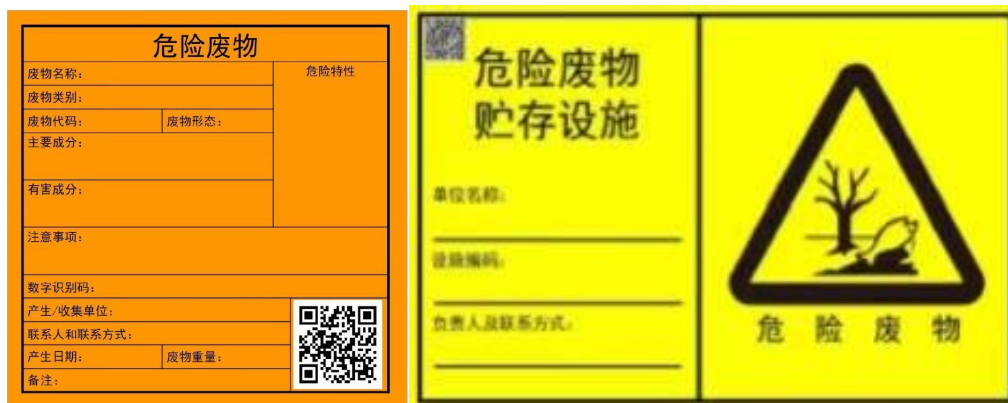 危险废物
废物名称：
危险特性
废物类别：
废物代码：
废物形态：
主要成分：
有害成分：
注意事项：
数字识别码：
产生/收集单位：
联系人和联系方式：
产生日期：
废物重量：
备注：
危险废物
贮存设施
单位名称：
设施编码：
负责人及联系方式：
危险废物